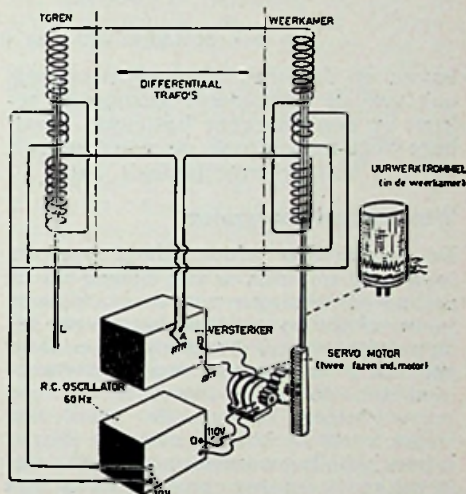 TOREN
WEERKAMER
DIFFERENTIAAL
TRAFO'S
UURWERKTROMMEL
(in de weerkamer)
L
A
VERSTERKER
B
SERVO MOTOR
(twee fazen ind. motor)
R.C. OSCILLATOR
60 Hz
110V
10V